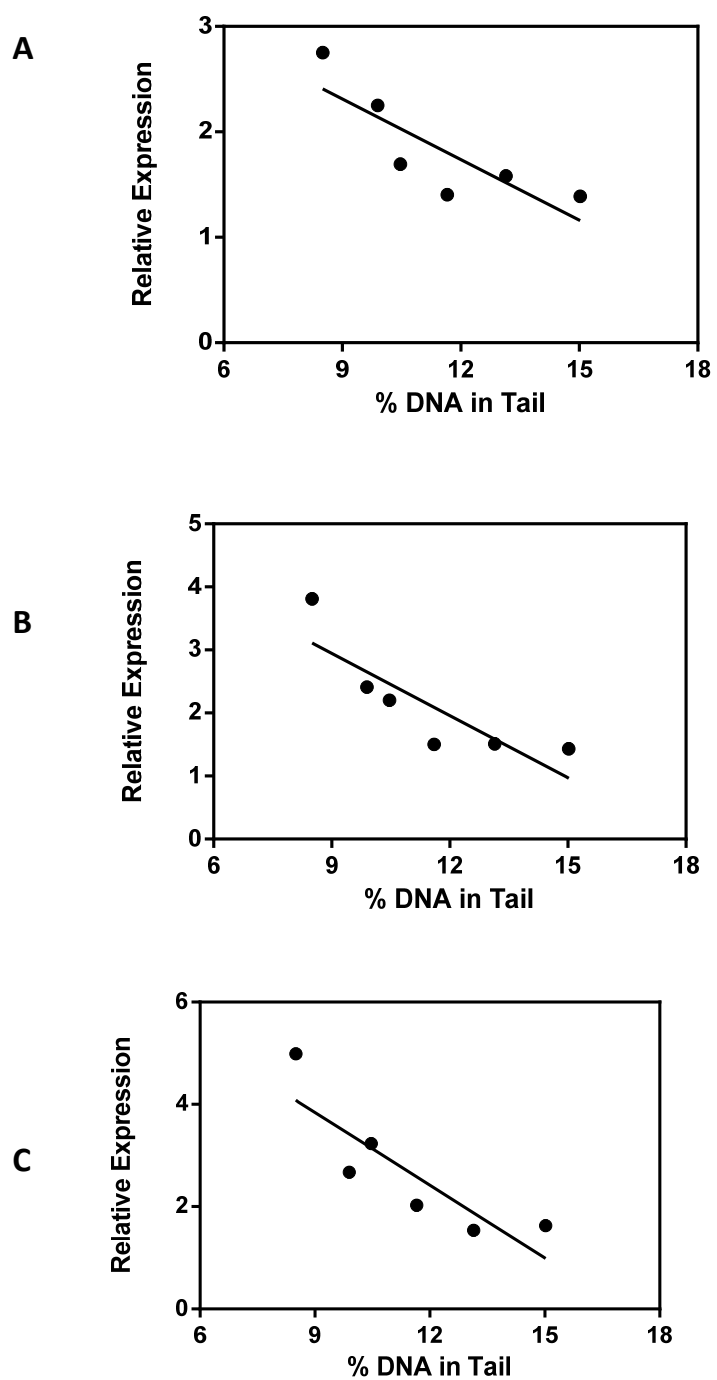 A
Relative Expression
3
2
1
0
6 9 12 15 18
% DNA in Tail
B
Relative Expression
5
4
3
2
1
0
6 9 12 15 18
% DNA in Tail
C
Relative Expression
6
4
2
0
6 9 12 15 18
% DNA in Tail